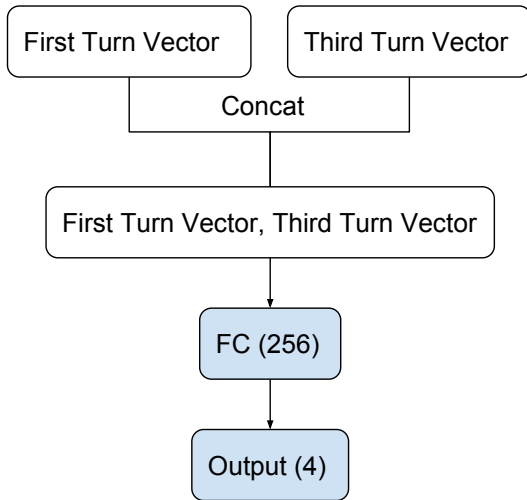 First Turn Vector
Third Turn Vector
Concat
First Turn Vector, Third Turn Vector
FC (256)
Output (4)